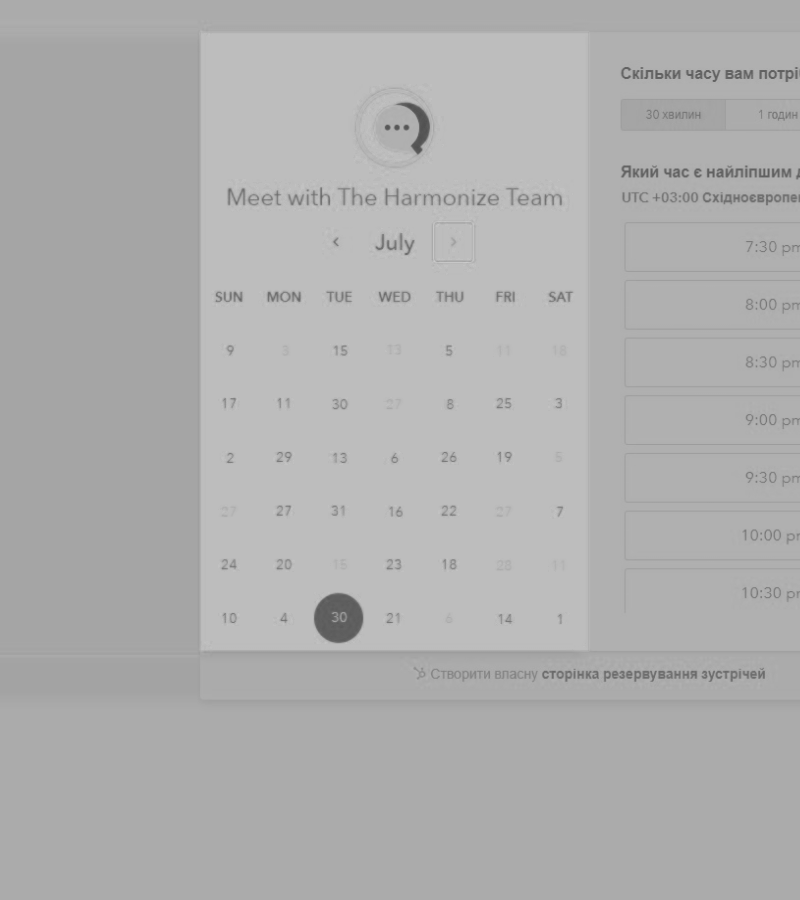 Meet with The Harmonize Team
July
SUN MON TUE WED THU FRI SAT
9 3 15 13 5 11 18
17 11 30 27 8 25 3
2 29 13 6 26 19 5
27 27 31 16 22 27 7
24 20 15 23 18 28 11
10 4 30 21 6 14 1
Скільки часу вам потрі
30 хвилин 1 годин
Який час є найліпшим
UTC +03:00 Східноєвропе
7:30 pm
8:00 pm
8:30 pm
9:00 pm
9:30 pm
10:00 pm
10:30 pm
Створити власну сторінка резервування зустрічей